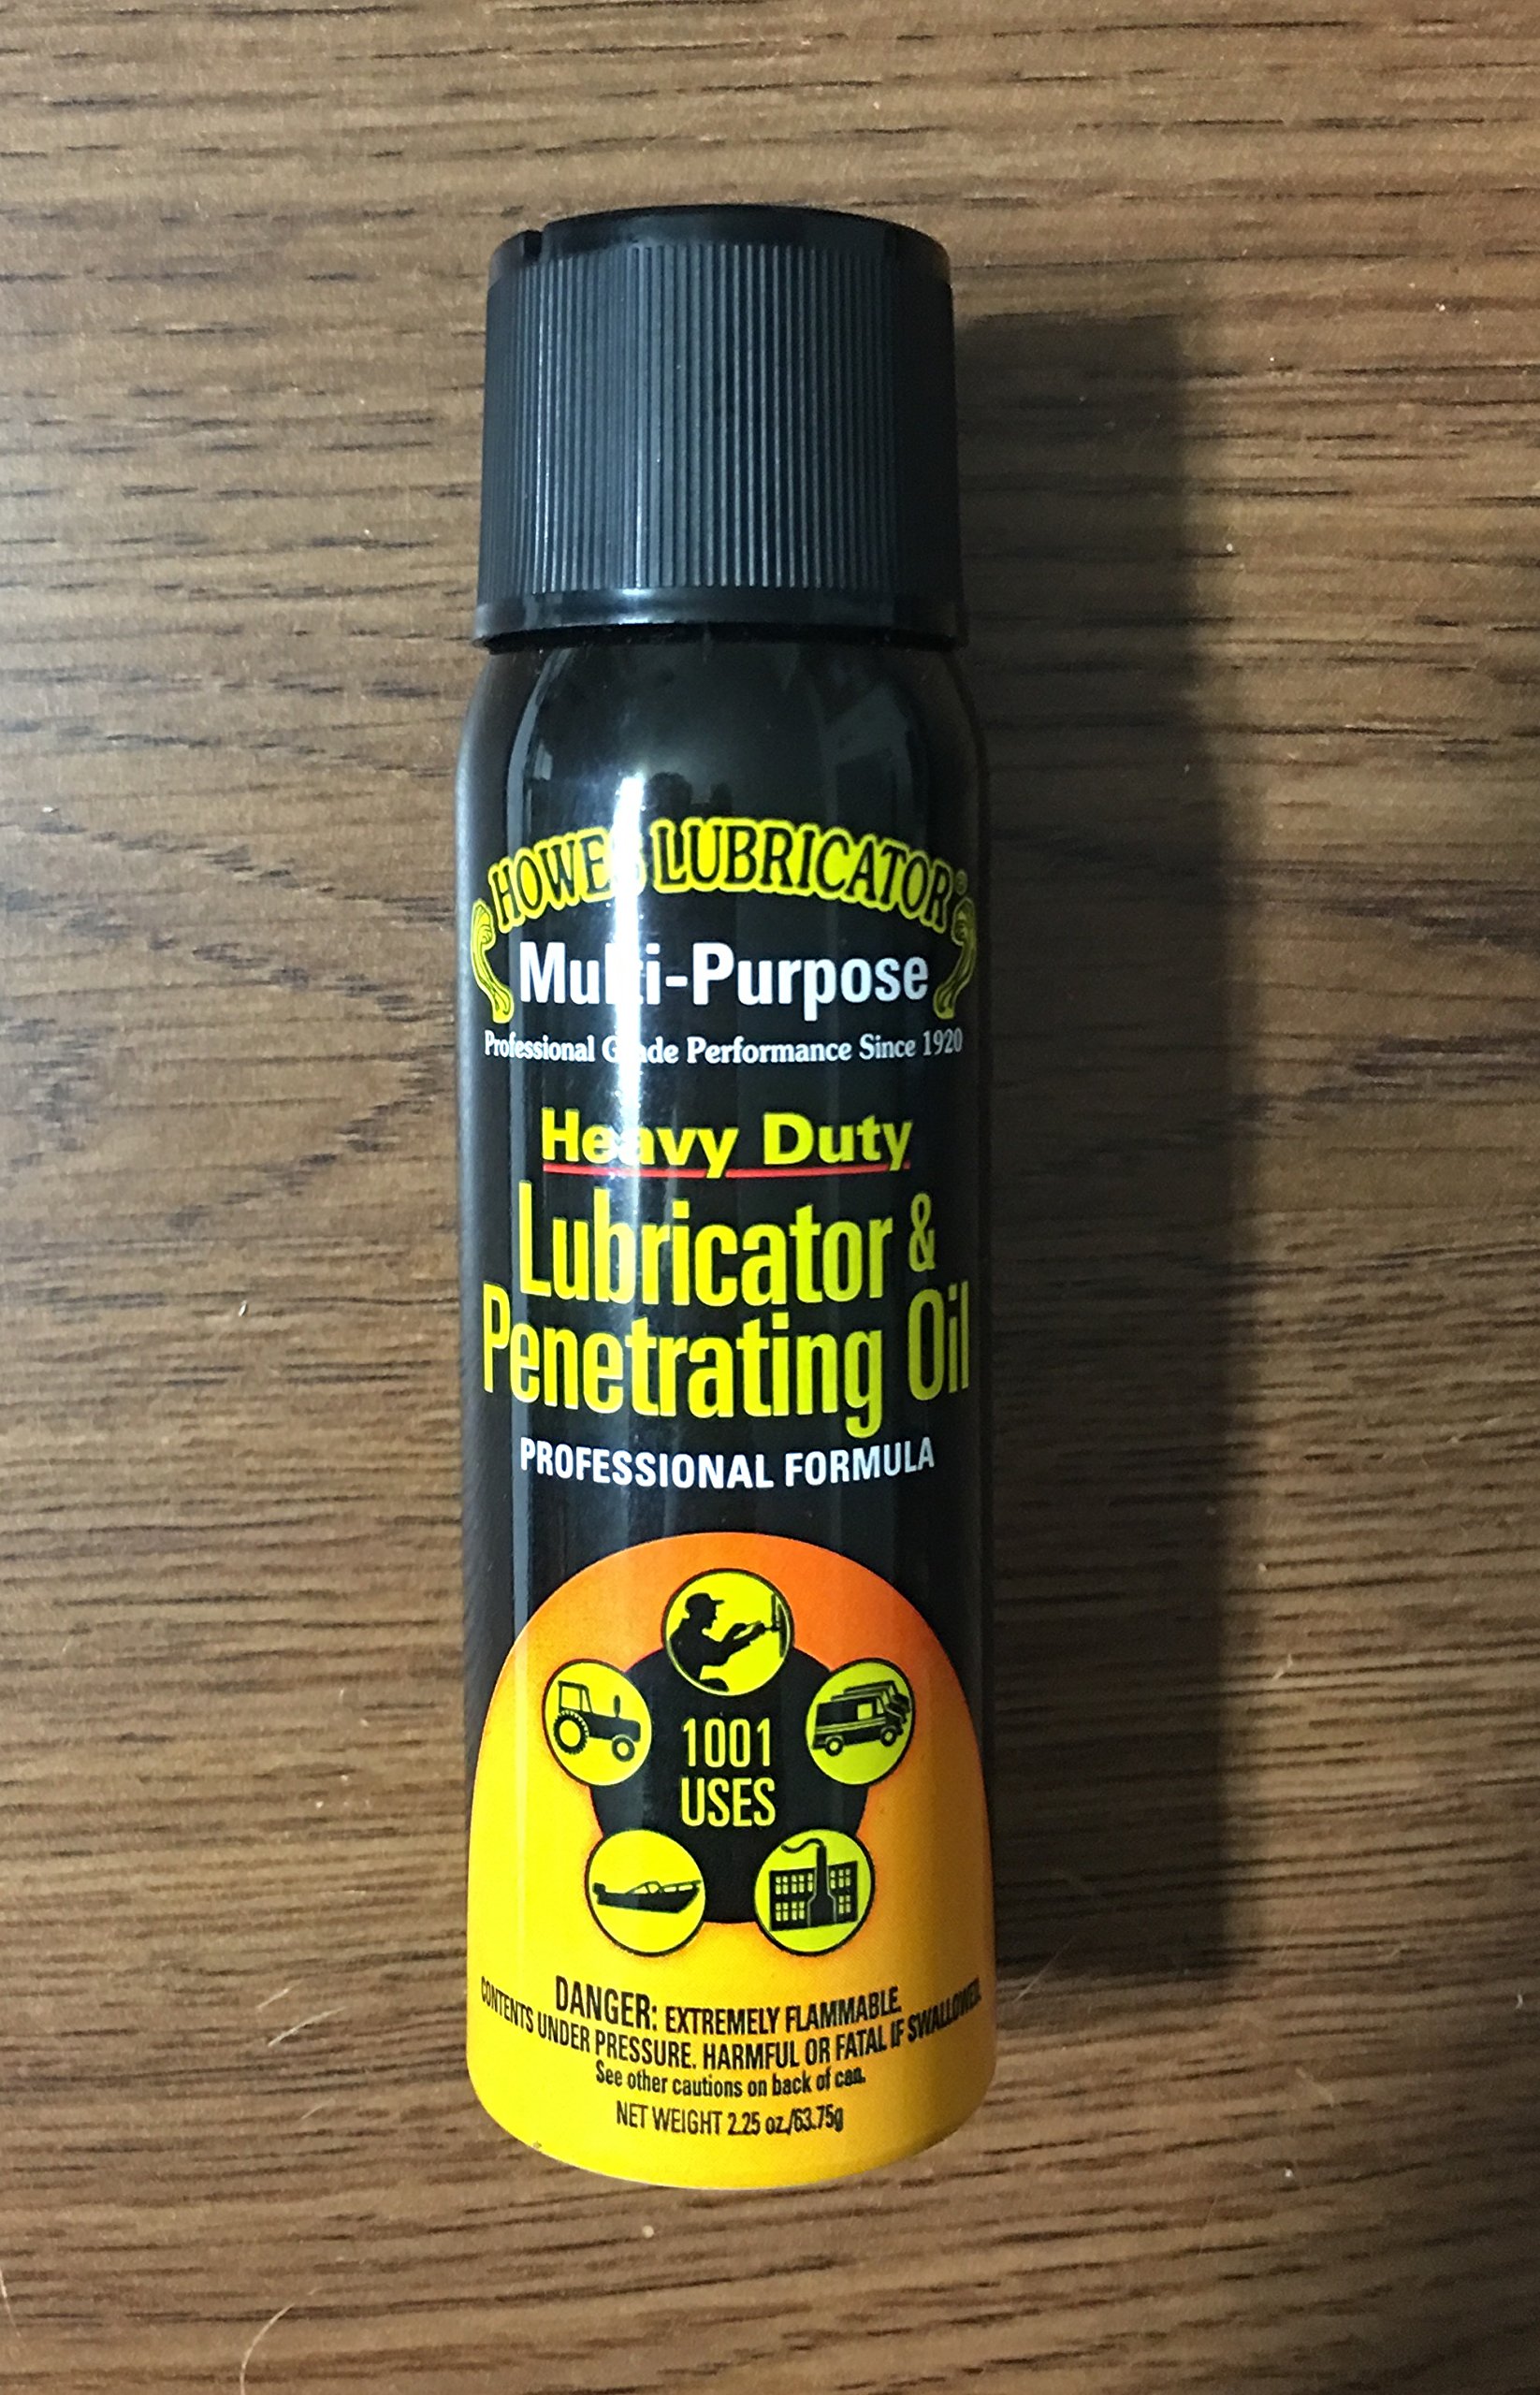 HOWES LUBRICATOR®
Multi-Purpose
Professional Grade Performance Since 1920
Heavy Duty
Lubricator &
Penetrating Oil
PROFESSIONAL FORMULA
1001
USES
DANGER: EXTREMELY FLAMMABLE.
CONTENTS UNDER PRESSURE. HARMFUL OR FATAL IF SWALLOWED.
See other cautions on back of can.
NET WEIGHT 2.25 oz./63.75g